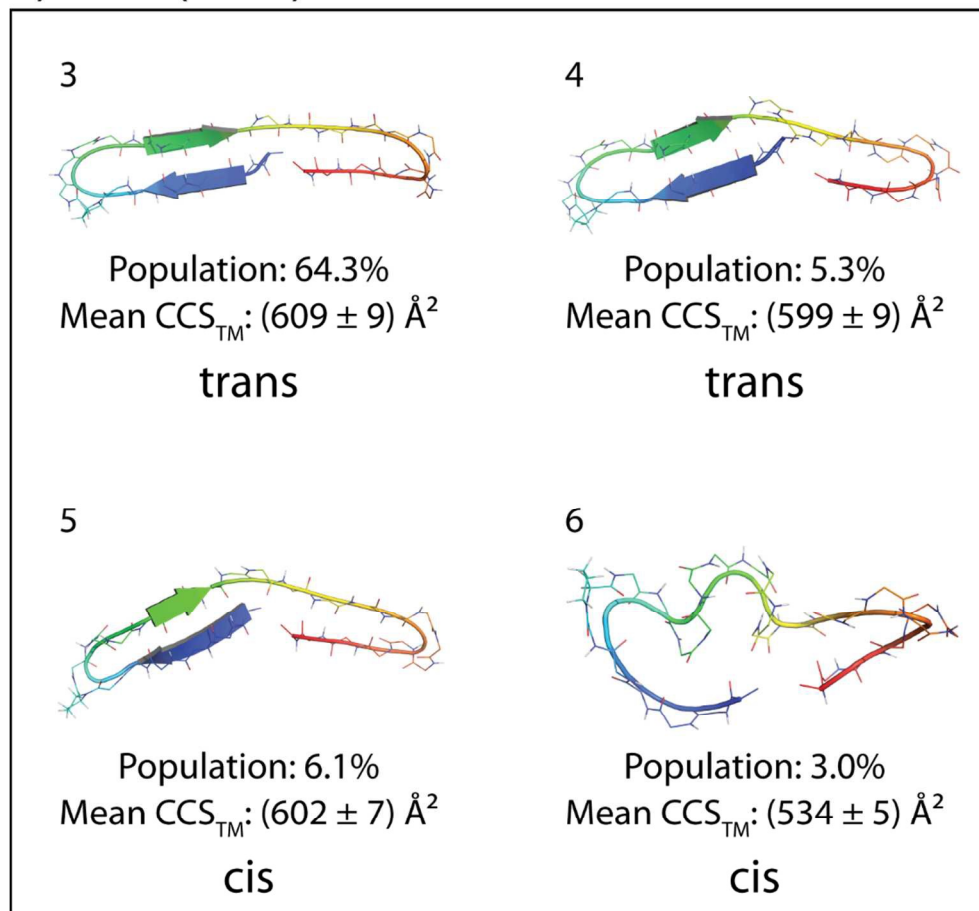 3
Population: 64.3%
Mean CCS_TM: (609 ± 9) Å²
trans
4
Population: 5.3%
Mean CCS_TM: (599 ± 9) Å²
trans
5
Population: 6.1%
Mean CCS_TM: (602 ± 7) Å²
cis
6
Population: 3.0%
Mean CCS_TM: (534 ± 5) Å²
cis